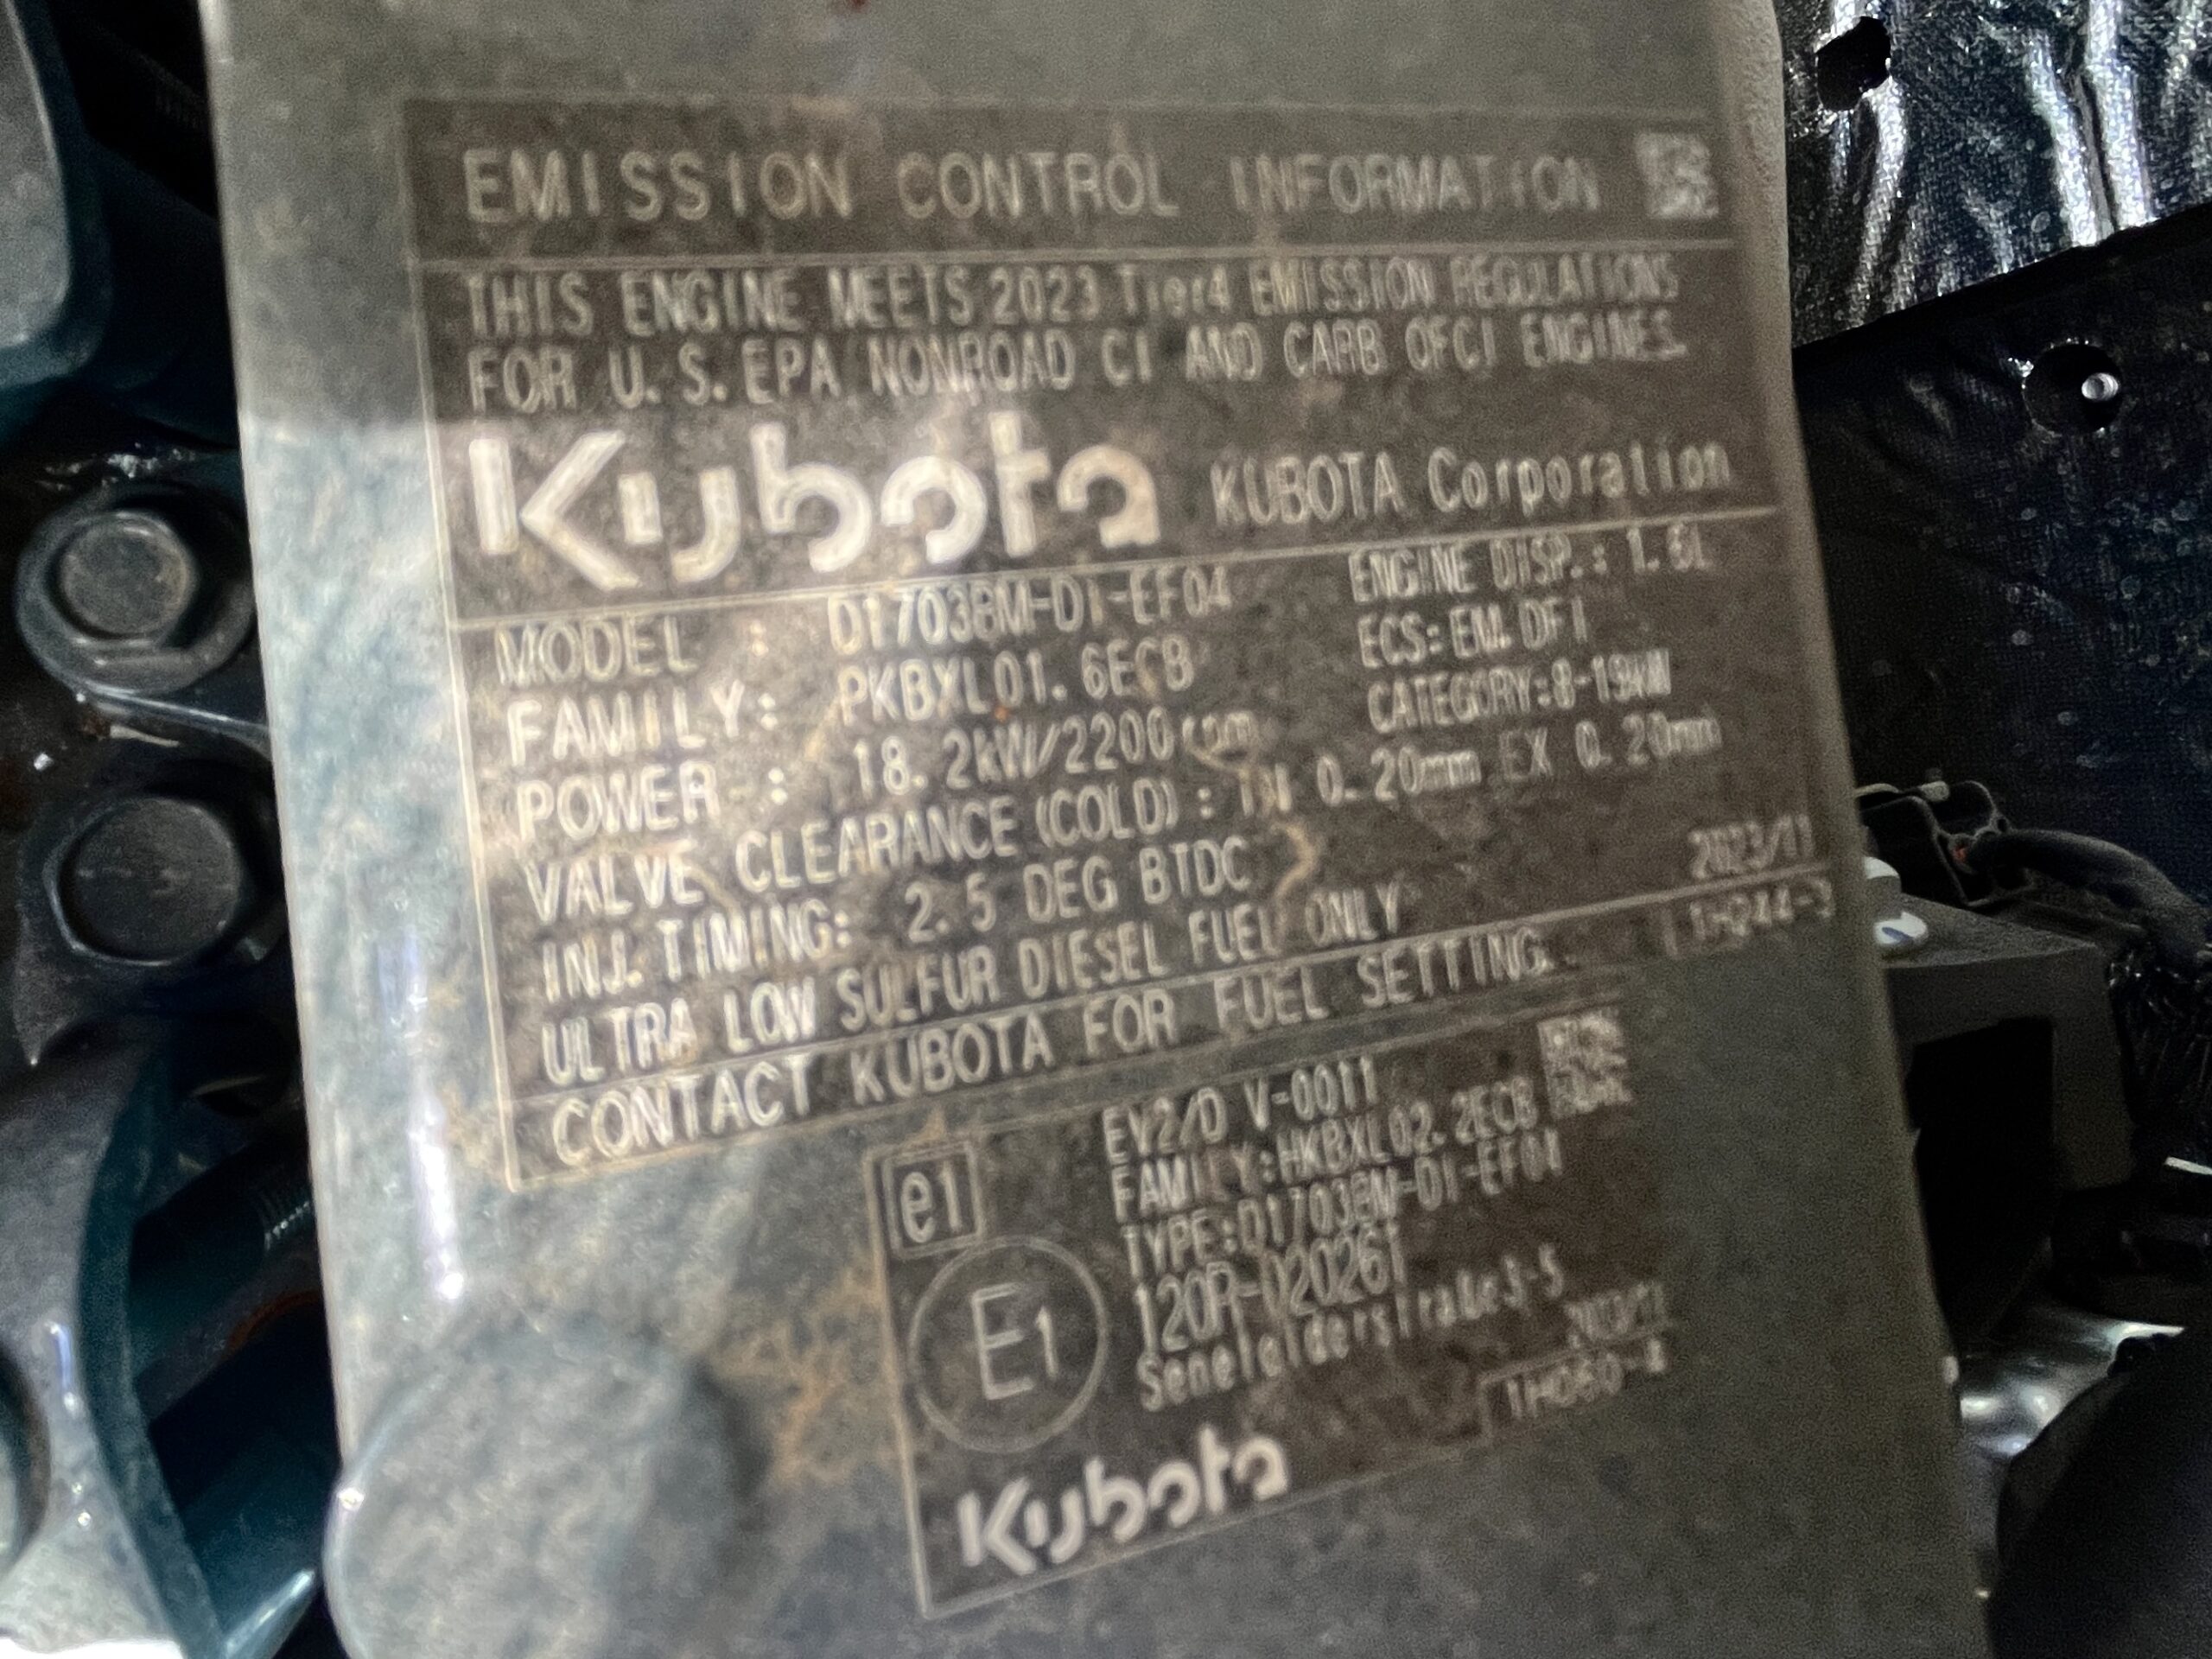 EMISSION CONTROL INFORMATION
THIS ENGINE MEETS 2023 Tier4 EMISSION REGULATIONS
FOR U.S. EPA NONROAD CI AND CARB OFCI ENGINES.
Kubota KUBOTA Corporation
MODEL : D1703BM-DI-EF04 ENGINE DISP.: 1.6L
FAMILY: PKBXL01.6ECB ECS: EM. DFI
POWER : 18.2kW/2200rpm CATEGORY:8-19kW
VALVE CLEARANCE (COLD) : IN 0.20mm EX 0.20mm
INJ. TIMING: 2.5 DEG BTDC
ULTRA LOW SULFUR DIESEL FUEL ONLY 2023/11
CONTACT KUBOTA FOR FUEL SETTING.
e1
EV2/D V-0011
FAMILY:HKBXL02.2ECB
TYPE:D1703BM-DI-EF01
E1
Kubota